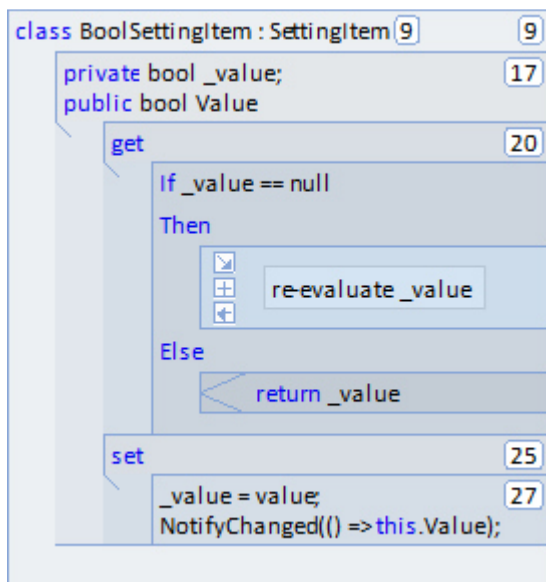 class BoolSettingItem : SettingItem 9 9
private bool _value; 17
public bool Value
get 20
If _value == null
Then
re-evaluate _value
Else
return _value
set 25
_value = value; 27
NotifyChanged(() =>this.Value);